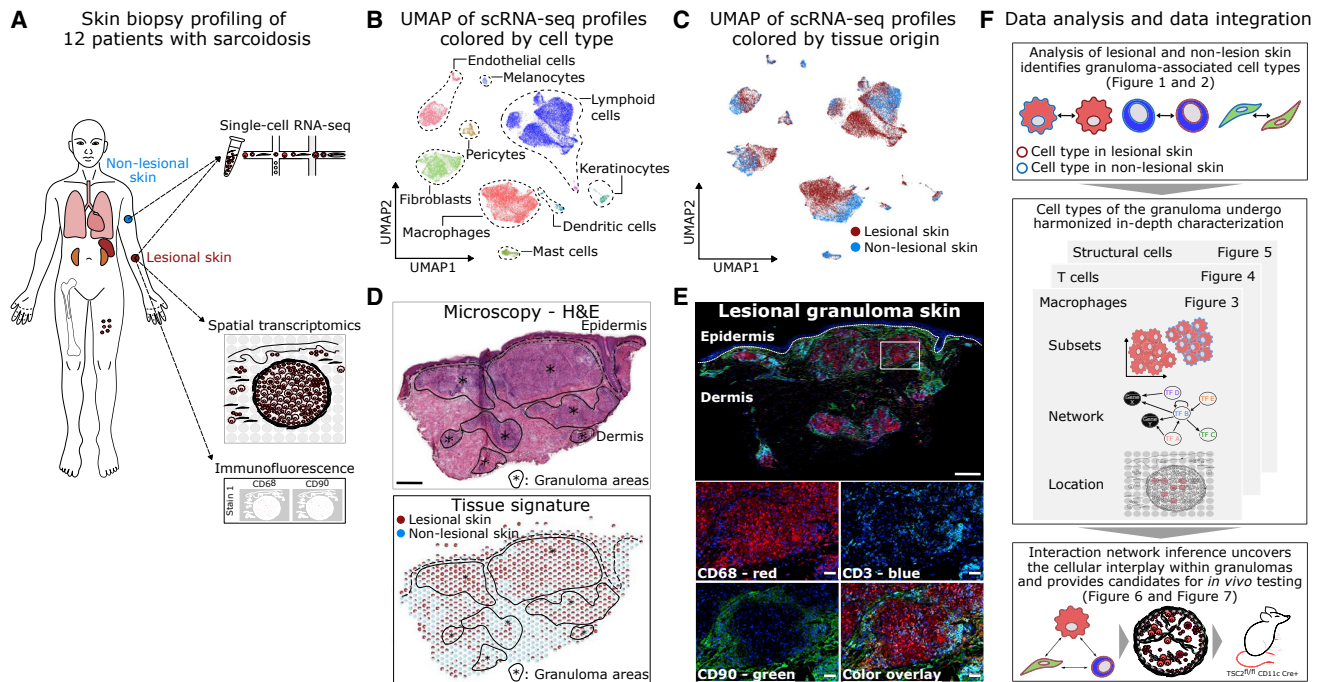 A
Skin biopsy profiling of
12 patients with sarcoidosis
Single-cell RNA-seq
Non-lesional
skin
Lesional skin
Spatial transcriptomics
Immunofluorescence
CD68
CD90
Stain 1
B
UMAP of scRNA-seq profiles
colored by cell type
Endothelial cells
Melanocytes
Lymphoid
cells
Pericytes
Keratinocytes
Fibroblasts
Macrophages
Dendritic cells
Mast cells
UMAP2
UMAP1
C
UMAP of scRNA-seq profiles
colored by tissue origin
UMAP2
Lesional skin
Non-lesional skin
UMAP1
D
Microscopy - H&E
Epidermis
Dermis
* : Granuloma areas
Tissue signature
Lesional skin
Non-lesional skin
* : Granuloma areas
E
Lesional granuloma skin
Epidermis
Dermis
CD68 - red
CD3 - blue
CD90 - green
Color overlay
F
Data analysis and data integration
Analysis of lesional and non-lesion skin
identifies granuloma-associated cell types
(Figure 1 and 2)
Cell type in lesional skin
Cell type in non-lesional skin
Cell types of the granuloma undergo
harmonized in-depth characterization
Structural cells Figure 5
T cells Figure 4
Macrophages Figure 3
Subsets
Network
TF D
TF E
Gene
TF B
Gene
TF A
TF C
Location
Interaction network inference uncovers
the cellular interplay within granulomas
and provides candidates for in vivo testing
(Figure 6 and Figure 7)
TSC2fl/fl CD11c Cre+